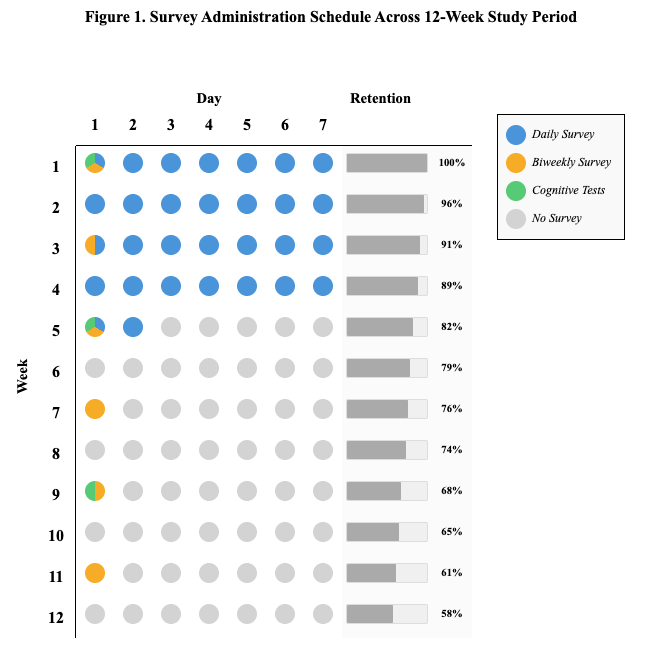 Figure 1. Survey Administration Schedule Across 12-Week Study Period
Day Retention
1 2 3 4 5 6 7
1 100%
2 96%
3 91%
4 89%
5 82%
6 79%
7 76%
8 74%
9 68%
10 65%
11 61%
12 58%
Week
Daily Survey
Biweekly Survey
Cognitive Tests
No Survey